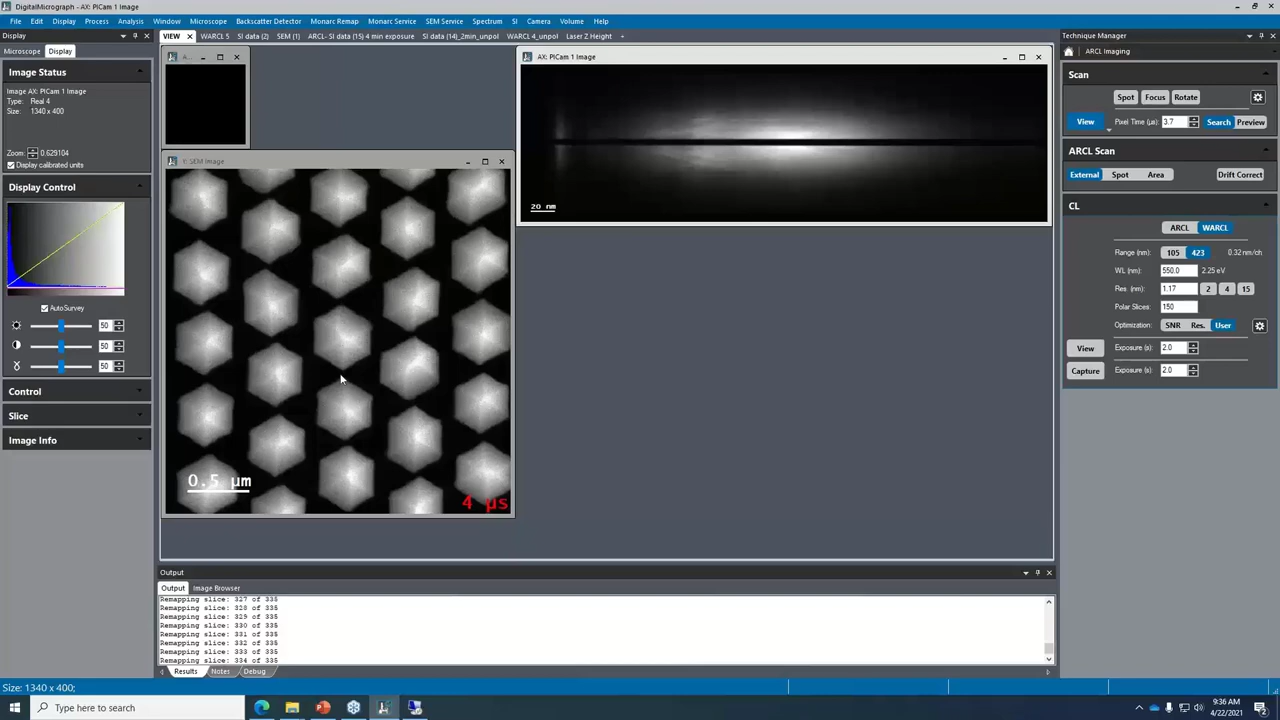 DigitalMicrograph - AX: PICam 1 Image
File Edit Display Process Analysis Window Microscope Backscatter Detector Monarc Remap Monarc Service SEM Service Spectrum SI Camera Volume Help
Display
Microscope Display
Image Status
Image AX: PICam 1 Image
Type: Real 4
Size: 1340 x 400
Zoom: 0.629104
Display calibrated units
Display Control
AutoSurvey
50
50
50
Control
Slice
Image Info
VIEW WARCL 5 SI data (2) SEM (1) ARCL- SI data (15) 4 min exposure SI data (14)_2min_unpol WARCL 4_unpol Laser Z Height +
A...
Y: SEM Image
0.5 µm
4 µs
AX: PICam 1 Image
20 nm
Output
Output Image Browser
Remapping slice: 327 of 335
Remapping slice: 328 of 335
Remapping slice: 329 of 335
Remapping slice: 330 of 335
Remapping slice: 331 of 335
Remapping slice: 332 of 335
Remapping slice: 333 of 335
Remapping slice: 334 of 335
Results Notes Debug
Technique Manager
ARCL Imaging
Scan
Spot Focus Rotate
View Pixel Time (µs): 3.7 Search Preview
ARCL Scan
External Spot Area Drift Correct
CL
ARCL WARCL
Range (nm): 105 423 0.32 nm/ch
WL (nm): 550.0 2.25 eV
Res (nm): 1.17 2 4 15
Polar Slices: 150
Optimization: SNR Res. User
View Exposure (s): 2.0
Capture Exposure (s): 2.0
Size: 1340 x 400;
Type here to search
9:36 AM
4/22/2021
2